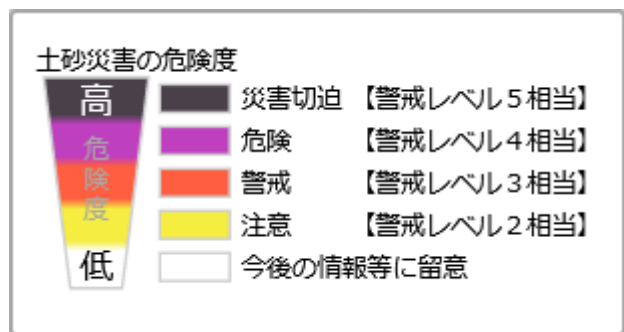 土砂災害の危険度
高
危
険
度
低
災害切迫 【警戒レベル5相当】
危険 【警戒レベル4相当】
警戒 【警戒レベル3相当】
注意 【警戒レベル2相当】
今後の情報等に留意